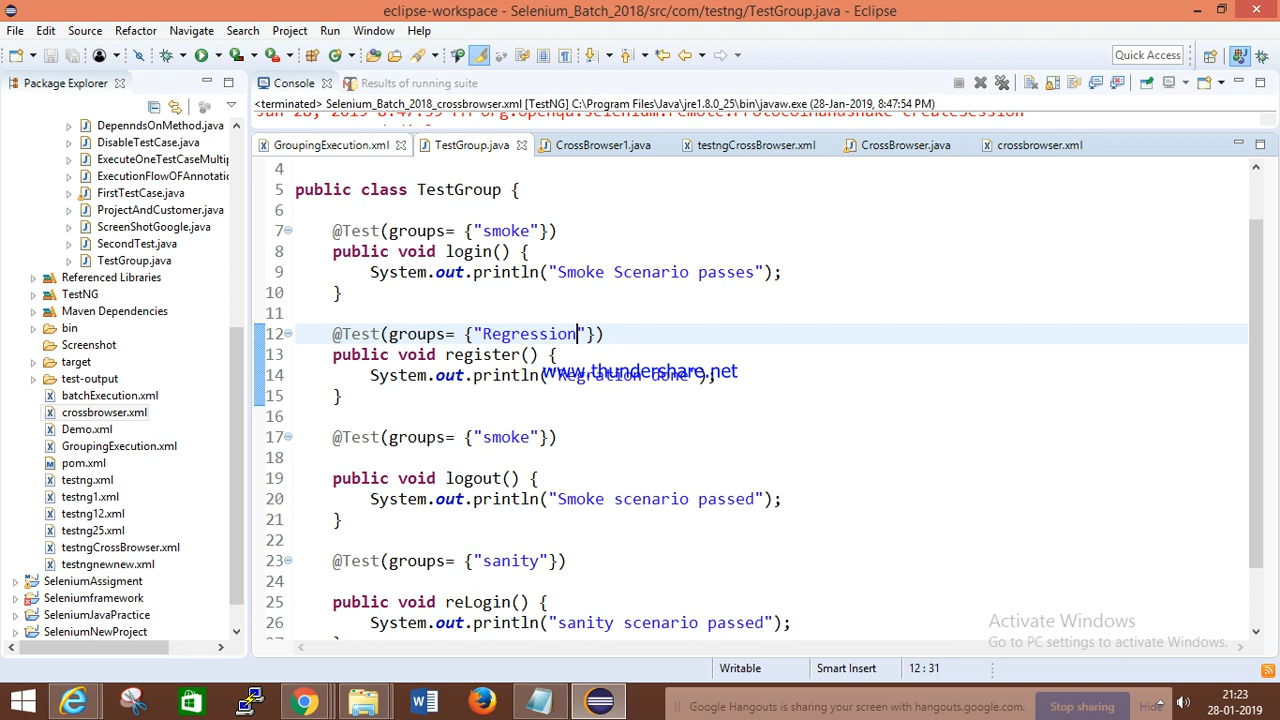 eclipse-workspace - Selenium_Batch_2018/src/com/testng/TestGroup.java - Eclipse
File Edit Source Refactor Navigate Search Project Run Window Help
Quick Access
Package Explorer
Console Results of running suite
<terminated> Selenium_Batch_2018_crossbrowser.xml [TestNG] C:\Program Files\Java\jre1.8.0_25\bin\javaw.exe (28-Jan-2019, 8:47:54 PM)
GroupingExecution.xml TestGroup.java CrossBrowser1.java testngCrossBrowser.xml CrossBrowser.java crossbrowser.xml
DepenndsOnMethod.java
DisableTestCase.java
ExecuteOneTestCaseMultip
ExecutionFlowOFAnnotatio
FirstTestCase.java
ProjectAndCustomer.java
ScreenShotGoogle.java
SecondTest.java
TestGroup.java
Referenced Libraries
TestNG
Maven Dependencies
bin
Screenshot
target
test-output
batchExecution.xml
crossbrowser.xml
Demo.xml
GroupingExecution.xml
pom.xml
testng.xml
testng1.xml
testng12.xml
testng25.xml
testngCrossBrowser.xml
testngnewnew.xml
SeleniumAssigment
Seleniumframework
SeleniumJavaPractice
SeleniumNewProject
4
5 public class TestGroup {
6
7 @Test(groups= {"smoke"})
8 public void login() {
9 System.out.println("Smoke Scenario passes");
10 }
11
12 @Test(groups= {"Regression"})
13 public void register() {
14 System.out.println("Regration done");
www.thundershare.net
15 }
16
17 @Test(groups= {"smoke"})
18
19 public void logout() {
20 System.out.println("Smoke scenario passed");
21 }
22
23 @Test(groups= {"sanity"})
24
25 public void reLogin() {
26 System.out.println("sanity scenario passed");
Activate Windows
Go to PC settings to activate Windows.
Writable Smart Insert 12 : 31
Google Hangouts is sharing your screen with hangouts.google.com. Stop sharing Hide
21:23
28-01-2019